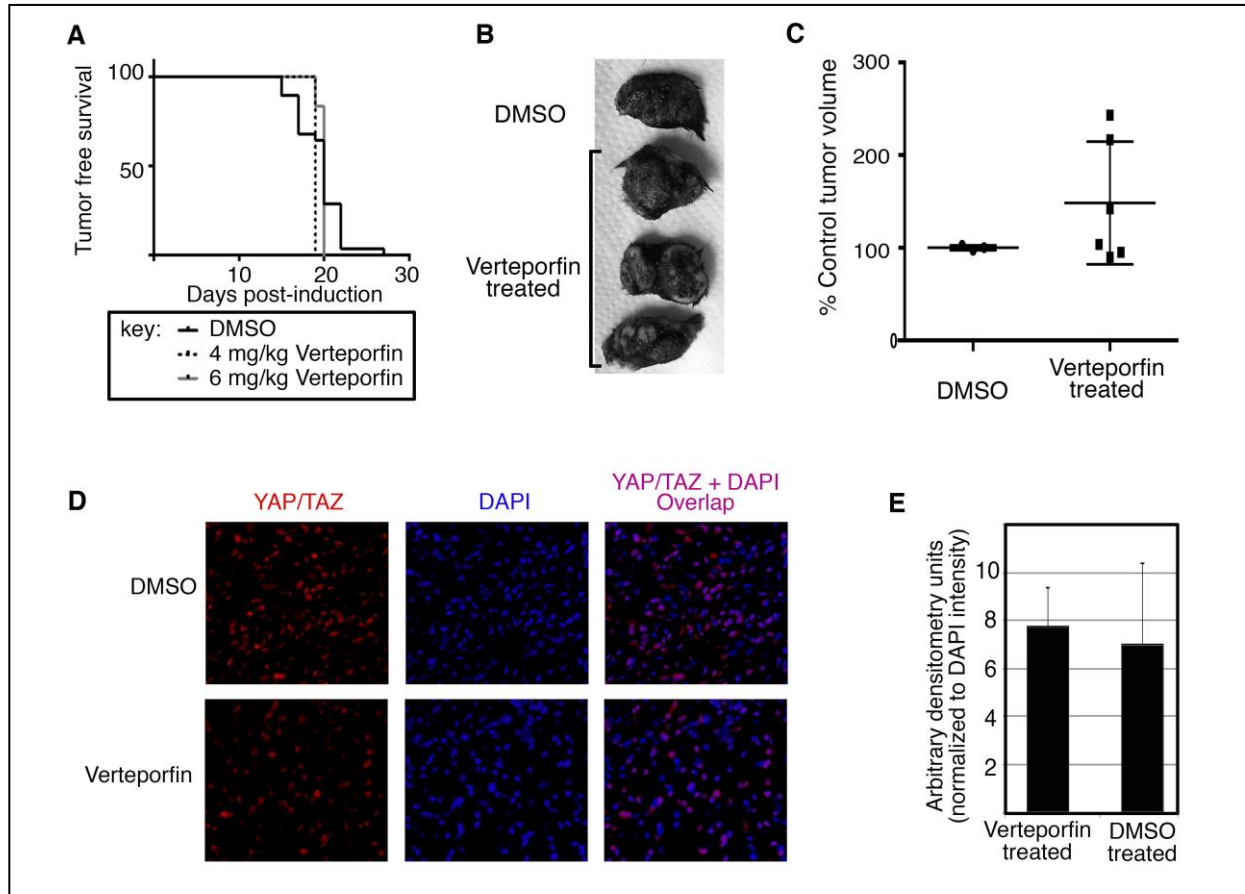 A
Tumor free survival
100
50
10
20
30
Days post-induction
key:
DMSO
4 mg/kg Verteporfin
6 mg/kg Verteporfin
B
DMSO
Verteporfin
treated
C
% Control tumor volume
300
200
100
0
DMSO
Verteporfin
treated
D
YAP/TAZ
DAPI
YAP/TAZ + DAPI
Overlap
DMSO
Verteporfin
E
Arbitrary densitometry units
(normalized to DAPI intensity)
10
8
6
4
2
Verteporfin
treated
DMSO
treated